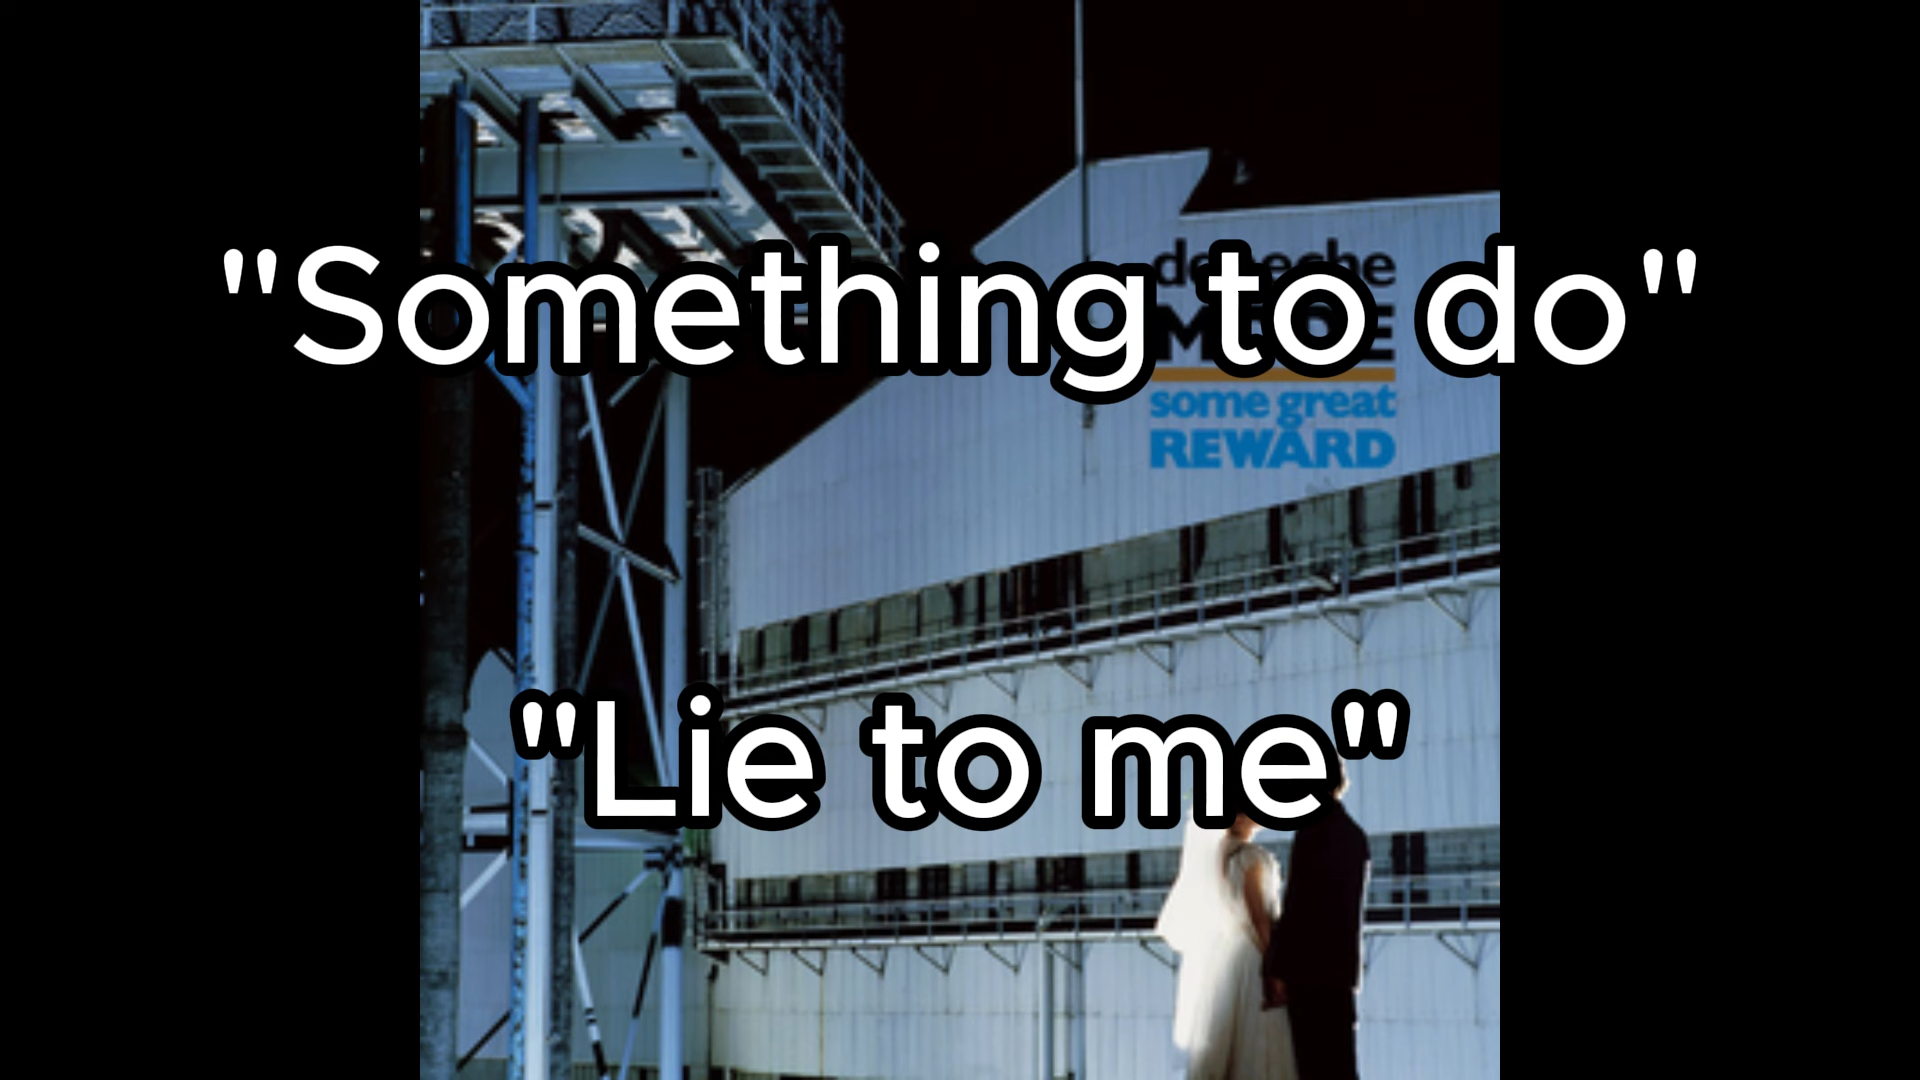 "Something to do"
depeche
MODE
some great
REWARD
"Lie to me"